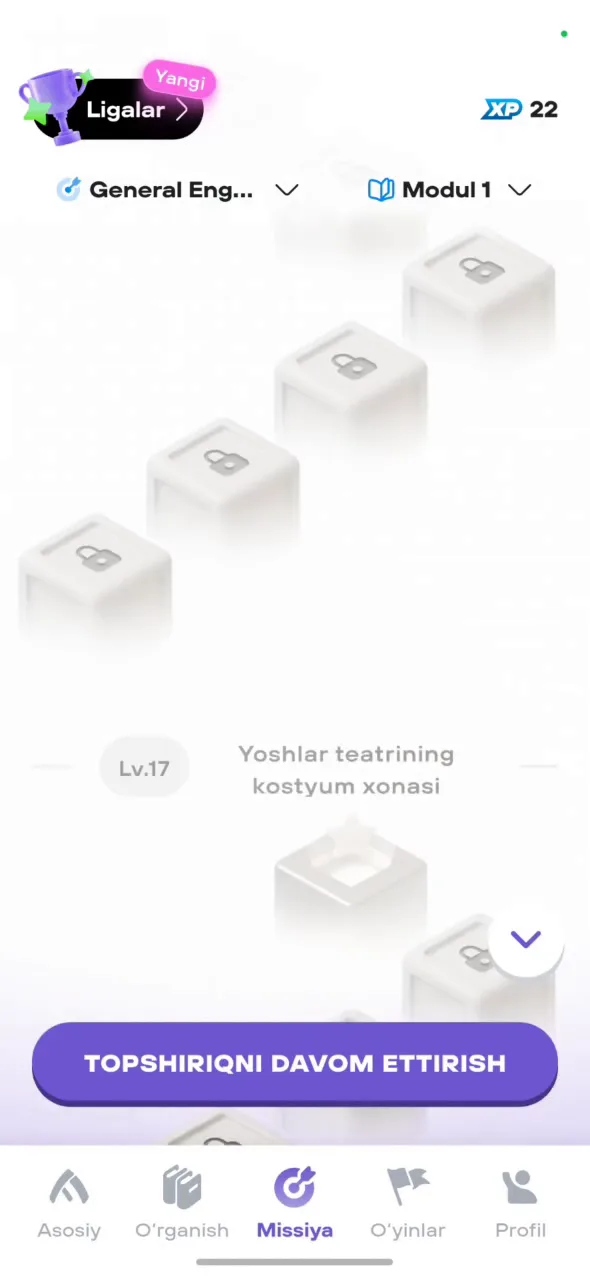 Yangi
Ligalar
XP 22
General Eng...
Modul 1
Lv.17
Yoshlar teatrining
kostyum xonasi
TOPSHIRIQNI DAVOM ETTIRISH
Asosiy
O‘rganish
Missiya
O‘yinlar
Profil